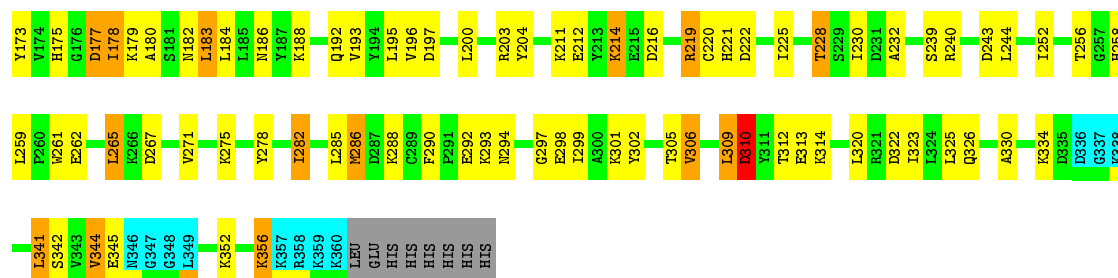 Y173 V174 H175 G176 D177 I178 K179 A180 S181 N182 L183 L184 L185 N186 Y187 K188 Q192 V193 Y194 L195 V196 D197 L200 R203 Y204 K211 E212 Y213 K214 E215 D216 R219 C220 H221 D222 I225 T228 S229 I230 D231 A232 S239 R240 D243 L244 I252 T256 G257 H258
L259 P260 W261 E262 L265 K266 D267 V271 K275 Y278 I282 L285 M286 D287 K288 C289 F290 P291 E292 K293 N294 G297 E298 I299 A300 K301 Y302 T305 V306 L309 D310 Y311 T312 E313 K314 L320 R321 D322 I323 L324 L325 Q326 A330 K334 D335 D336 G337 K338
L341 S342 V343 V344 E345 N346 G347 G348 L349 K352 K356 K357 R358 K359 K360 LEU GLU HIS HIS HIS HIS HIS HIS